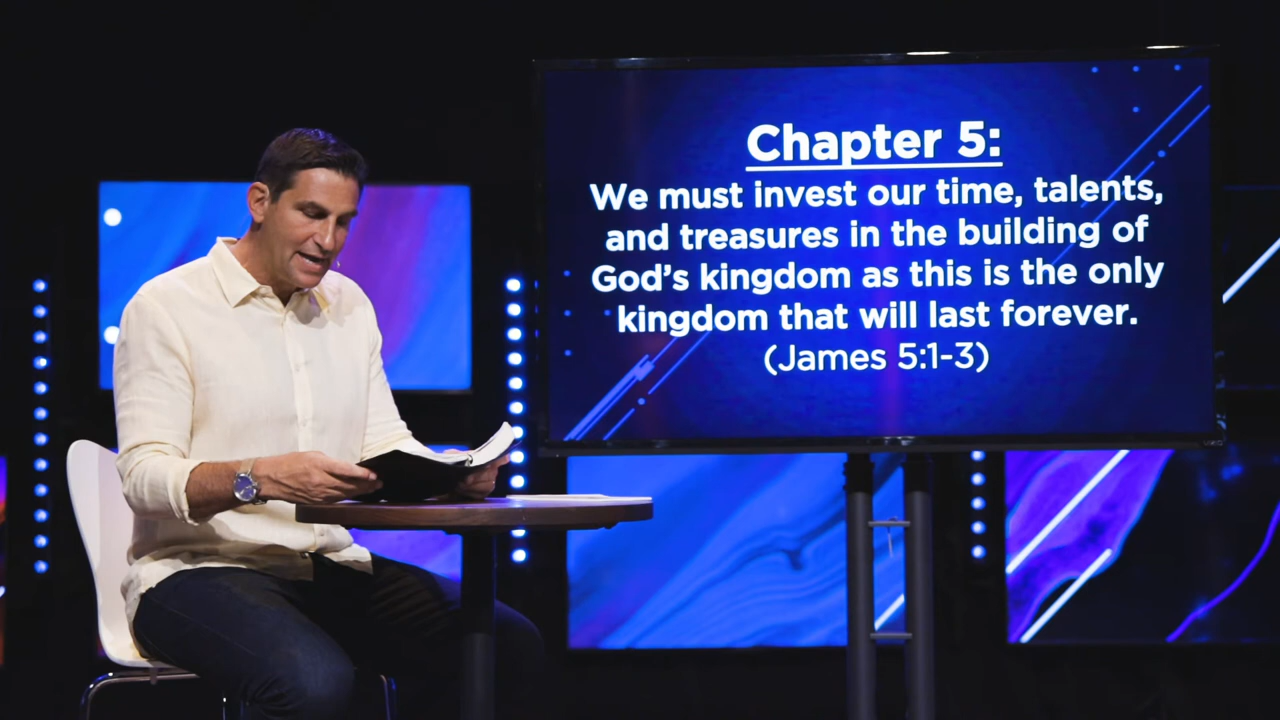 Chapter 5:
We must invest our time, talents,
and treasures in the building of
God's kingdom as this is the only
kingdom that will last forever.
(James 5:1-3)